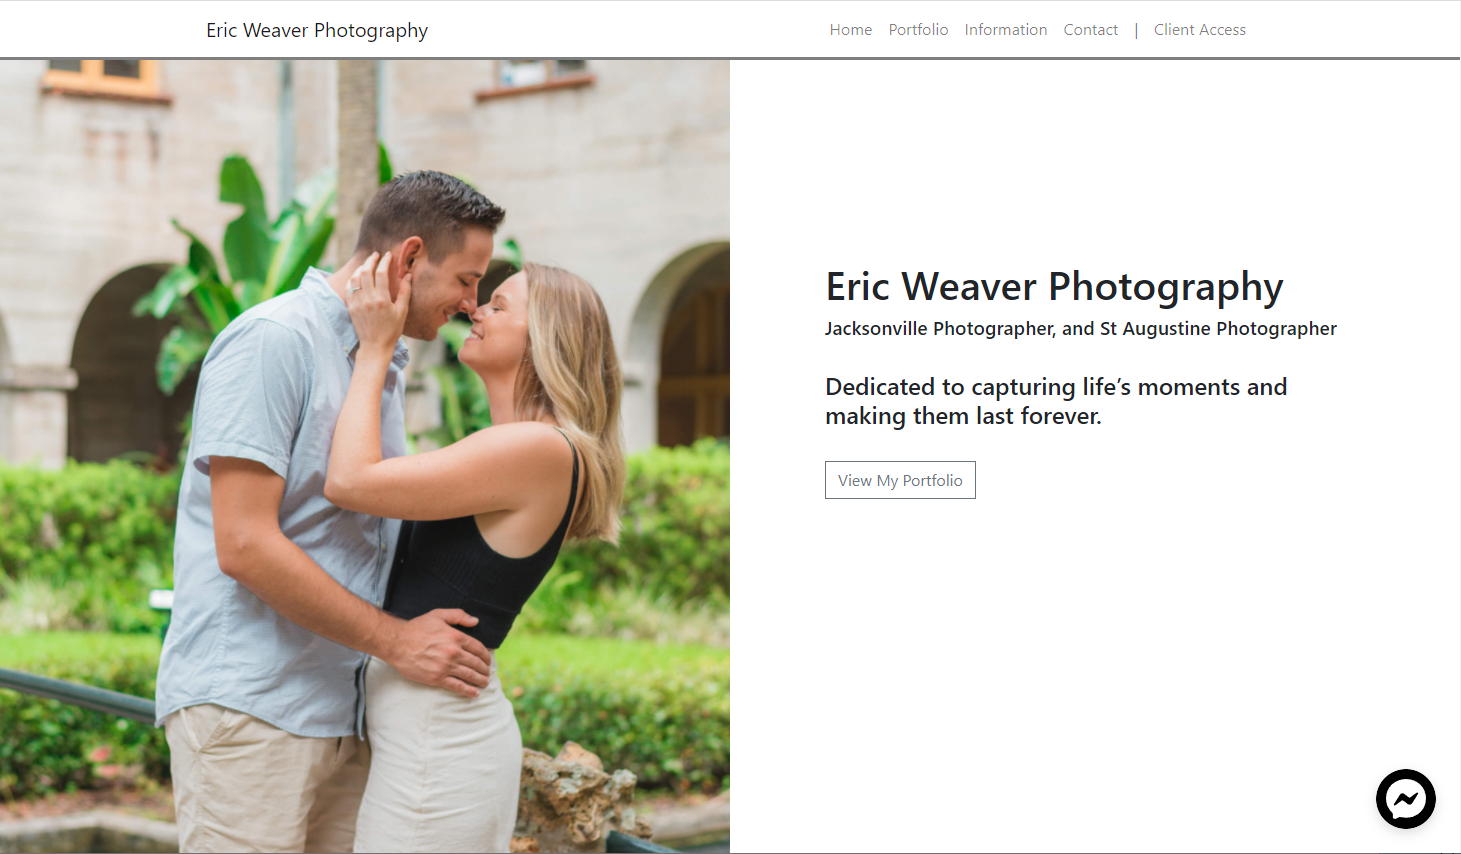 Eric Weaver Photography
Home Portfolio Information Contact | Client Access
Eric Weaver Photography
Jacksonville Photographer, and St Augustine Photographer
Dedicated to capturing life’s moments and
making them last forever.
View My Portfolio